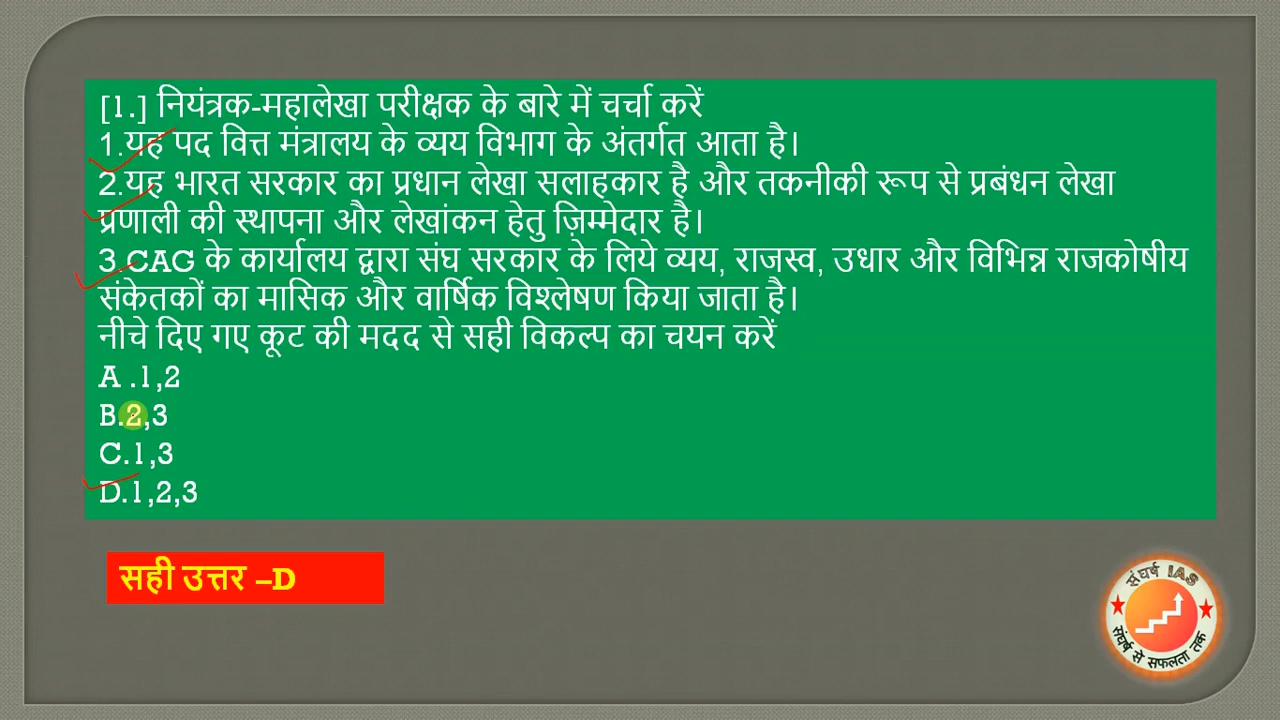 [1.] नियंत्रक-महालेखा परीक्षक के बारे में चर्चा करें
1.यह पद वित्त मंत्रालय के व्यय विभाग के अंतर्गत आता है।
2.यह भारत सरकार का प्रधान लेखा सलाहकार है और तकनीकी रूप से प्रबंधन लेखा
प्रणाली की स्थापना और लेखांकन हेतु ज़िम्मेदार है।
3.CAG के कार्यालय द्वारा संघ सरकार के लिये व्यय, राजस्व, उधार और विभिन्न राजकोषीय
संकेतकों का मासिक और वार्षिक विश्लेषण किया जाता है।
नीचे दिए गए कूट की मदद से सही विकल्प का चयन करें
A .1,2
B.2,3
C.1,3
D.1,2,3
सही उत्तर –D
संघर्ष IAS
संघर्ष से सफलता तक